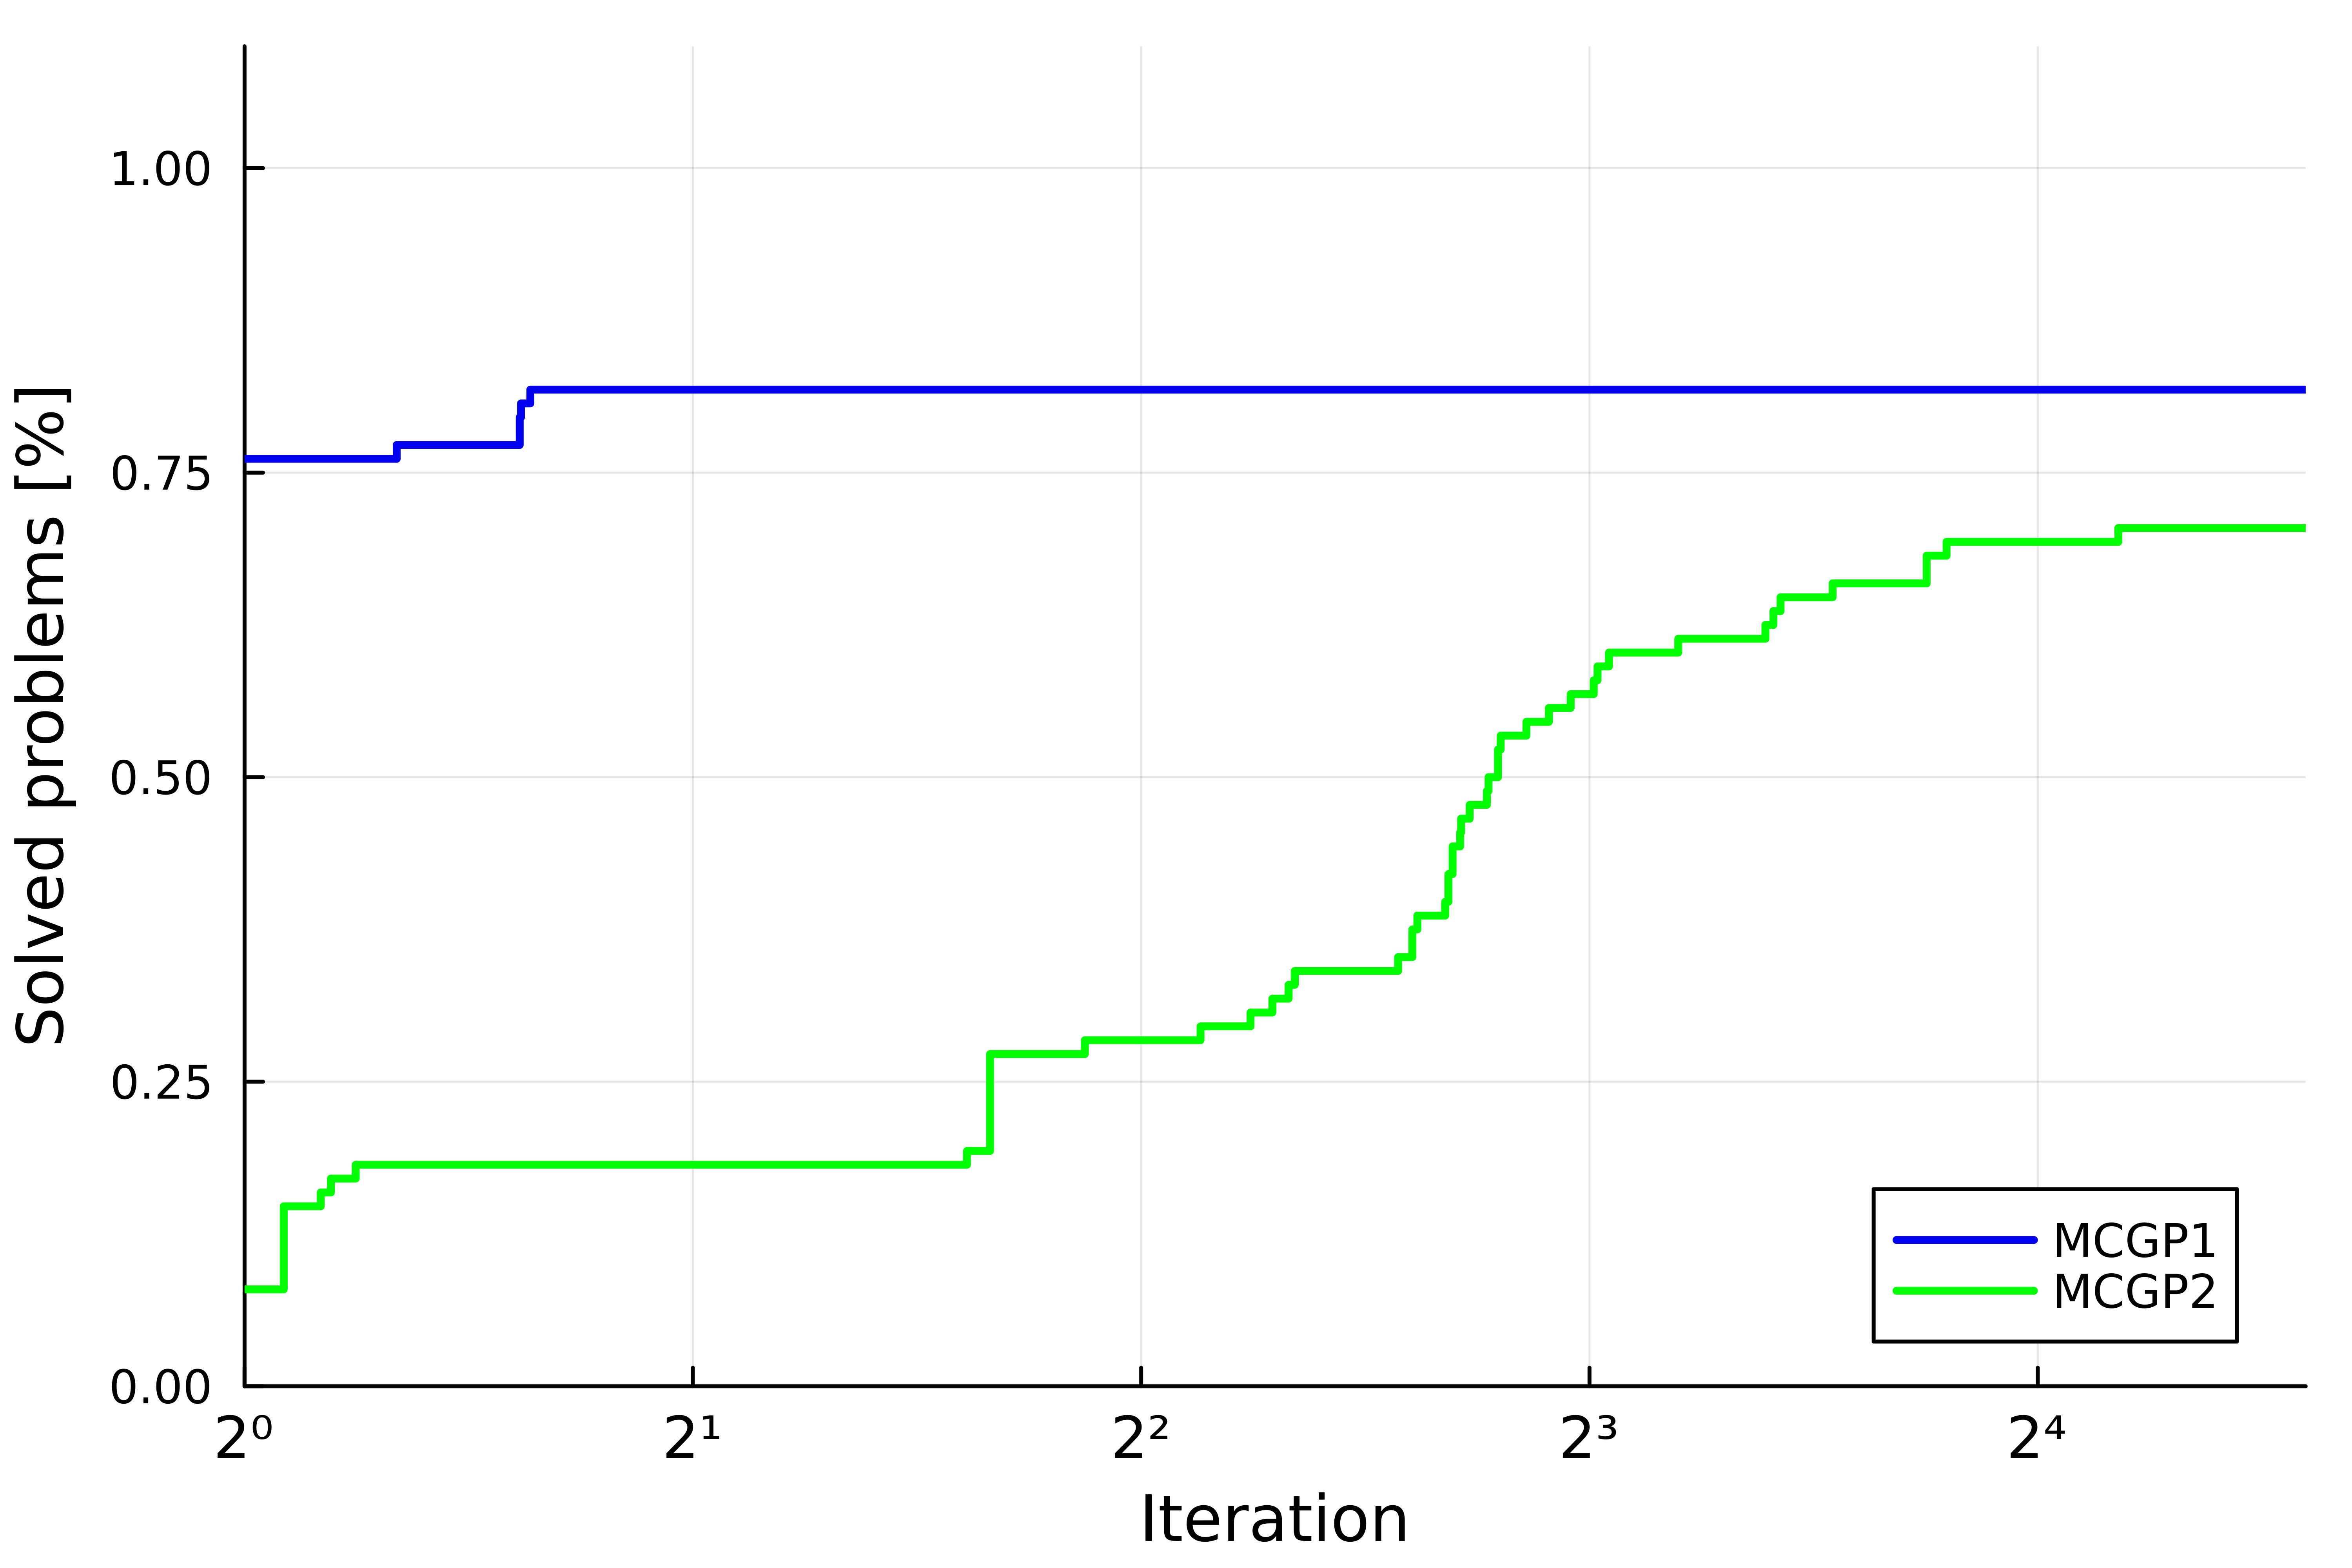 Solved problems [%]
1.00
0.75
0.50
0.25
0.00
2⁰ 2¹ 2² 2³ 2⁴
Iteration
MCGP1
MCGP2